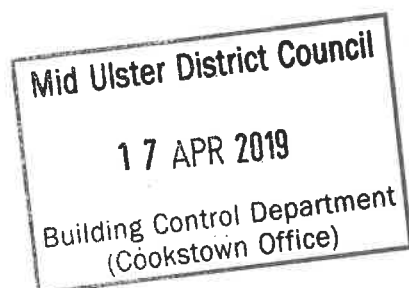 Mid Ulster District Council
17 APR 2019
Building Control Department
(Cookstown Office)